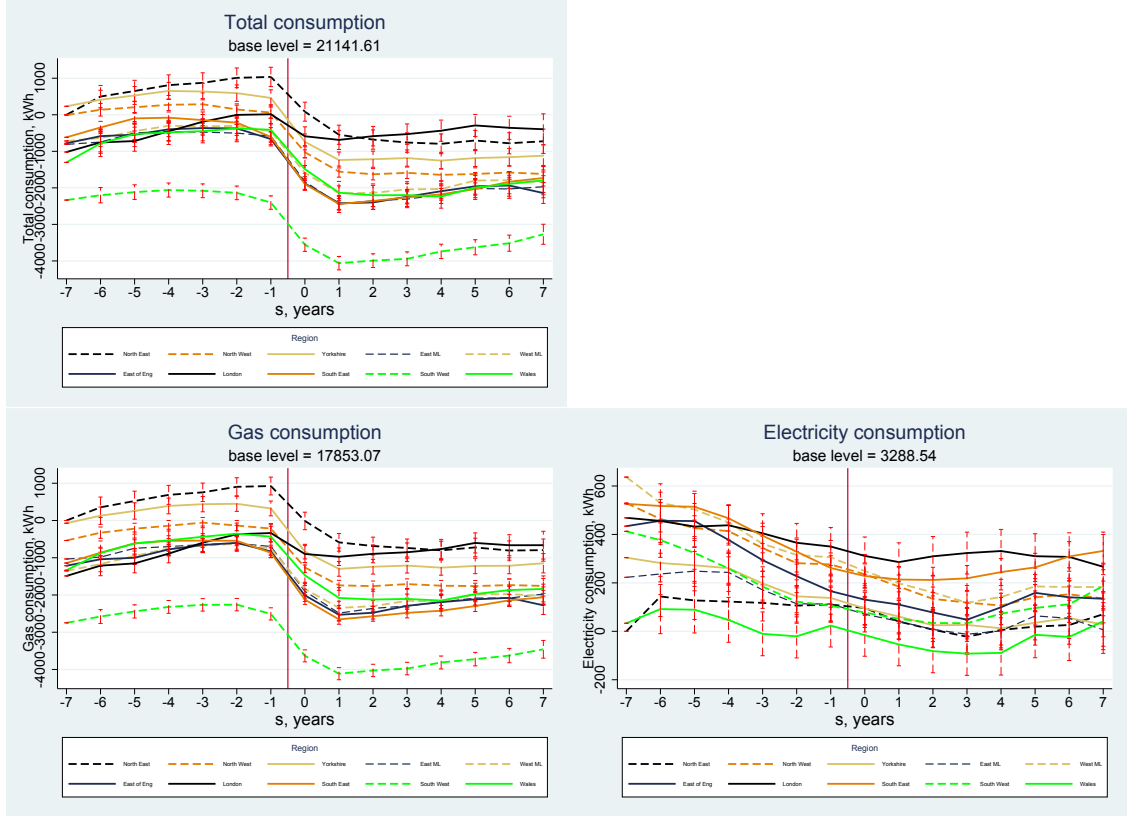 Total consumption
base level = 21141.61
Total consumption, kWh
1000
0
-1000
-2000
-3000
-4000
-7 -6 -5 -4 -3 -2 -1 0 1 2 3 4 5 6 7
s, years
Region
North East North West Yorkshire East ML West ML
East of Eng London South East South West Wales
Gas consumption
base level = 17853.07
Gas consumption, kWh
1000
0
-1000
-2000
-3000
-4000
-7 -6 -5 -4 -3 -2 -1 0 1 2 3 4 5 6 7
s, years
Region
North East North West Yorkshire East ML West ML
East of Eng London South East South West Wales
Electricity consumption
base level = 3288.54
Electricity consumption, kWh
600
400
200
0
-200
-7 -6 -5 -4 -3 -2 -1 0 1 2 3 4 5 6 7
s, years
Region
North East North West Yorkshire East ML West ML
East of Eng London South East South West Wales